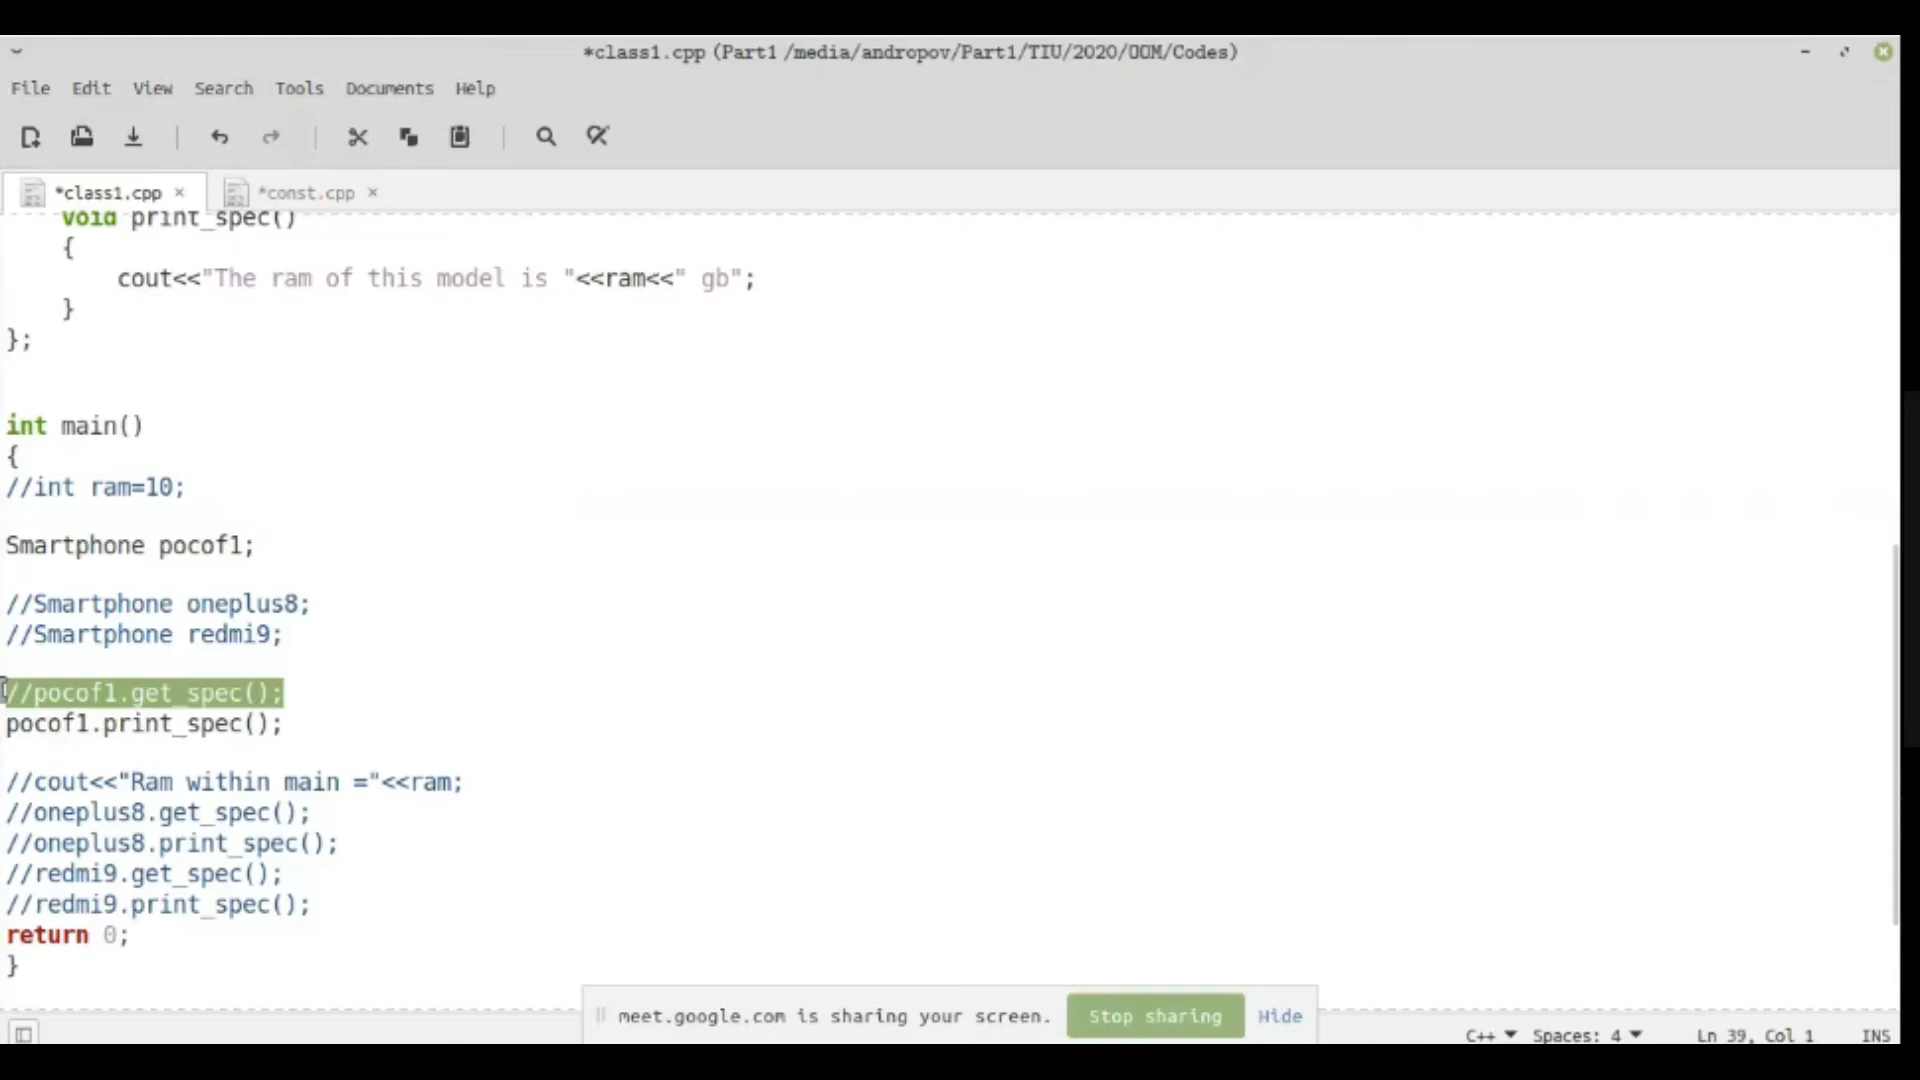 *class1.cpp (Part1 /media/andropov/Part1/TIU/2020/OOM/Codes)
File Edit View Search Tools Documents Help
*class1.cpp × *const.cpp ×
void print_spec()
{
cout<<"The ram of this model is "<<ram<<" gb";
}
};
int main()
{
//int ram=10;
Smartphone pocof1;
//Smartphone oneplus8;
//Smartphone redmi9;
//pocof1.get_spec();
pocof1.print_spec();
//cout<<"Ram within main ="<<ram;
//oneplus8.get_spec();
//oneplus8.print_spec();
//redmi9.get_spec();
//redmi9.print_spec();
return 0;
}
meet.google.com is sharing your screen. Stop sharing Hide
C++ Spaces: 4 Ln 39, Col 1 INS